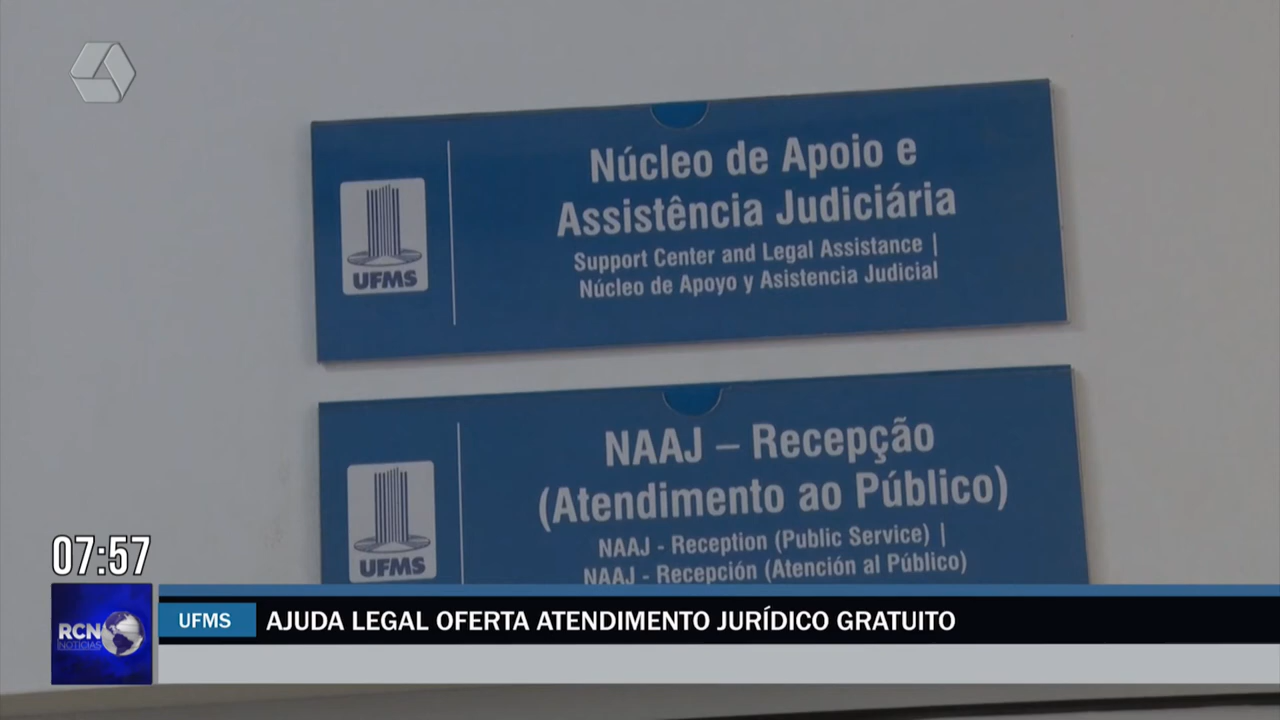 Núcleo de Apoio e
Assistência Judiciária
Support Center and Legal Assistance |
Núcleo de Apoyo y Asistencia Judicial
UFMS
NAAJ – Recepção
(Atendimento ao Público)
NAAJ - Reception (Public Service) |
NAAJ - Recepción (Atención al Público)
UFMS
07:57
RCN
NOTÍCIAS
UFMS
AJUDA LEGAL OFERTA ATENDIMENTO JURÍDICO GRATUITO